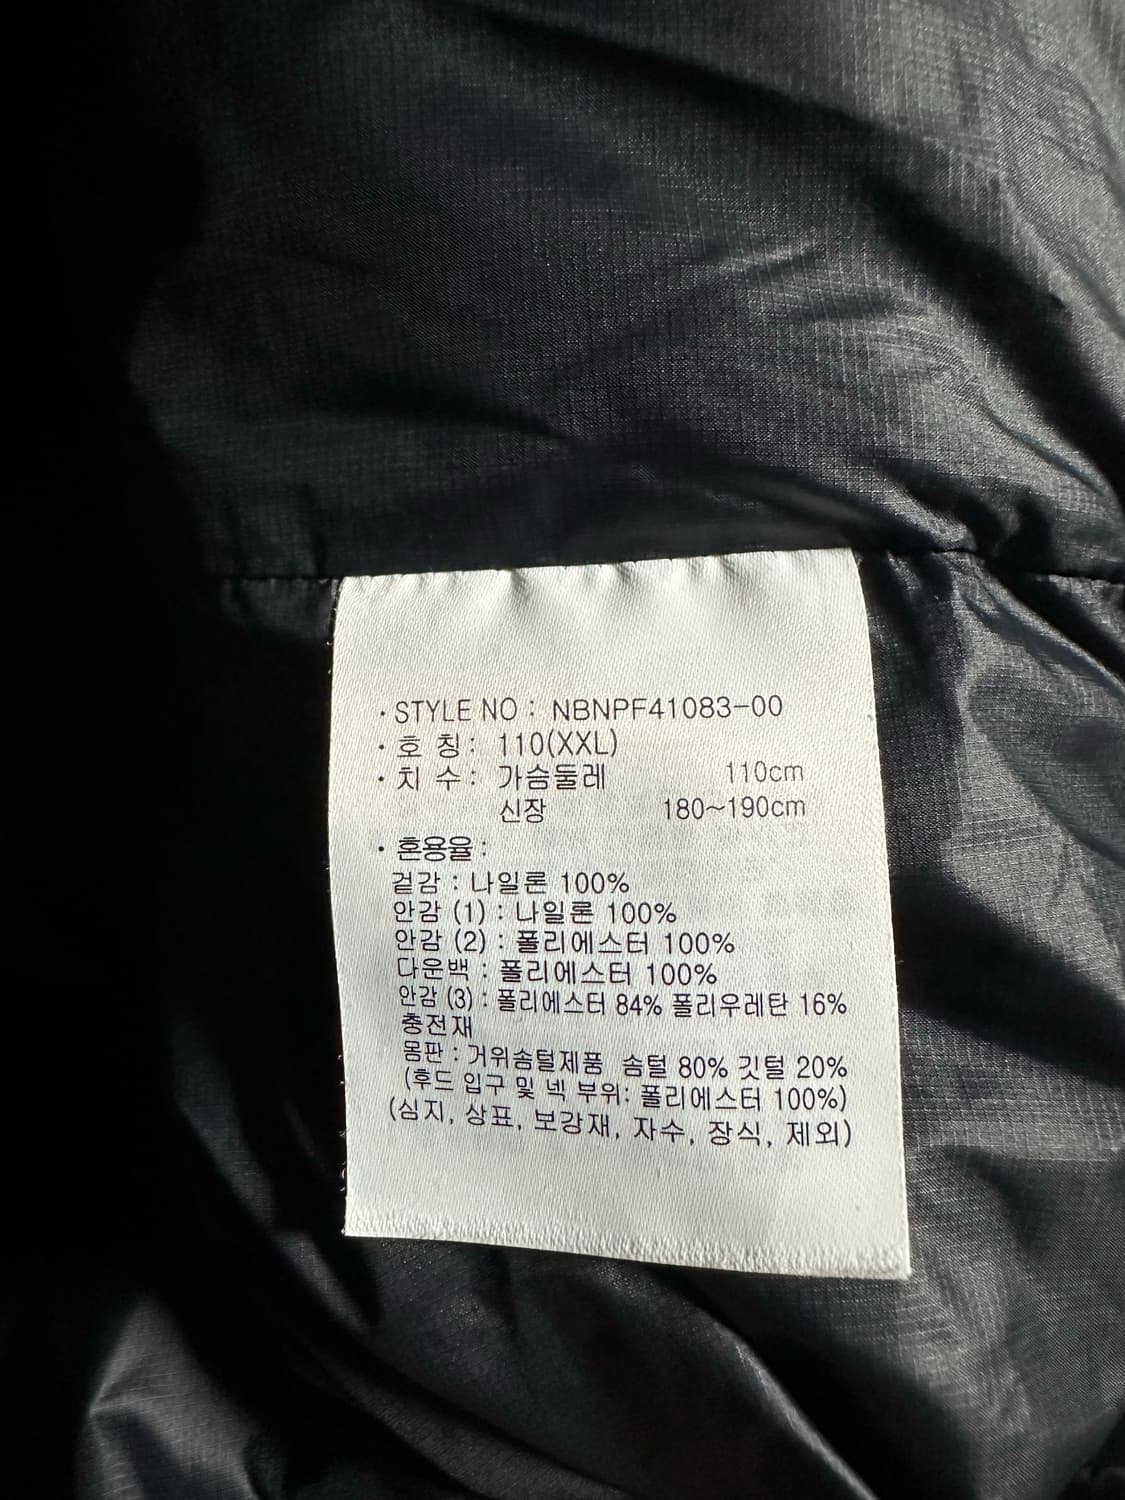 · STYLE NO : NBNPF41083-00
· 호 칭 : 110(XXL)
· 치 수 : 가슴둘레 110cm
신장 180~190cm
· 혼용율 :
겉감 : 나일론 100%
안감 (1) : 나일론 100%
안감 (2) : 폴리에스터 100%
다운백 : 폴리에스터 100%
안감 (3) : 폴리에스터 84% 폴리우레탄 16%
충전재
몸판 : 거위솜털제품 솜털 80% 깃털 20%
(후드 입구 및 넥 부위: 폴리에스터 100%)
(심지, 상표, 보강재, 자수, 장식, 제외)